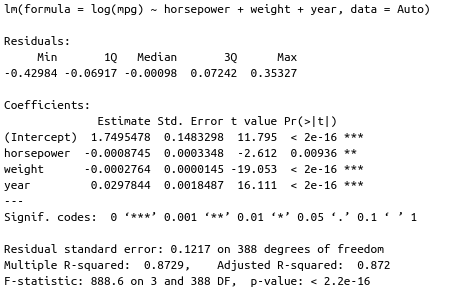 lm(formula = log(mpg) ~ horsepower + weight + year, data = Auto)

Residuals:
     Min       1Q   Median       3Q      Max
-0.42984 -0.06917 -0.00098  0.07242  0.35327

Coefficients:
              Estimate Std. Error t value Pr(>|t|)
(Intercept)  1.7495478  0.1483298  11.795  < 2e-16 ***
horsepower  -0.0008745  0.0003348  -2.612  0.00936 **
weight      -0.0002764  0.0000145 -19.053  < 2e-16 ***
year         0.0297844  0.0018487  16.111  < 2e-16 ***
---
Signif. codes:  0 ‘***’ 0.001 ‘**’ 0.01 ‘*’ 0.05 ‘.’ 0.1 ‘ ’ 1

Residual standard error: 0.1217 on 388 degrees of freedom
Multiple R-squared:  0.8729,    Adjusted R-squared:  0.872
F-statistic: 888.6 on 3 and 388 DF,  p-value: < 2.2e-16